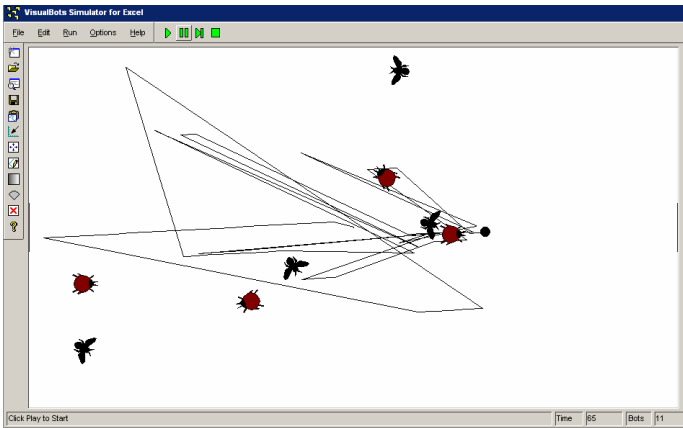 VisualBots Simulator for Excel
File Edit Run Options Help
Click Play to Start Time 65 Bots 11